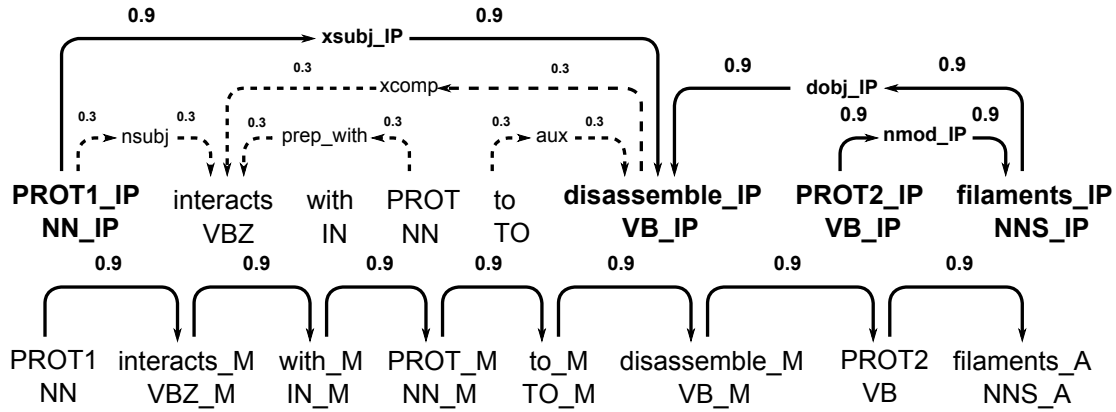 0.9
xsubj_IP
0.3 xcomp 0.3 0.9 dobj_IP 0.9
0.3 nsubj 0.3 0.3 prep_with 0.3 0.3 aux 0.3 0.9 nmod_IP 0.9
PROT1_IP interacts with PROT to disassemble_IP PROT2_IP filaments_IP
NN_IP VBZ IN NN TO VB_IP VB_IP NNS_IP
0.9 0.9 0.9 0.9 0.9 0.9 0.9
PROT1 interacts_M with_M PROT_M to_M disassemble_M PROT2 filaments_A
NN VBZ_M IN_M NN_M TO_M VB_M VB NNS_A